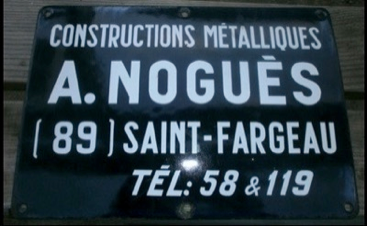 CONSTRUCTIONS MÉTALLIQUES
A. NOGUÈS
(89) SAINT-FARGEAU
TÉL: 58 & 119